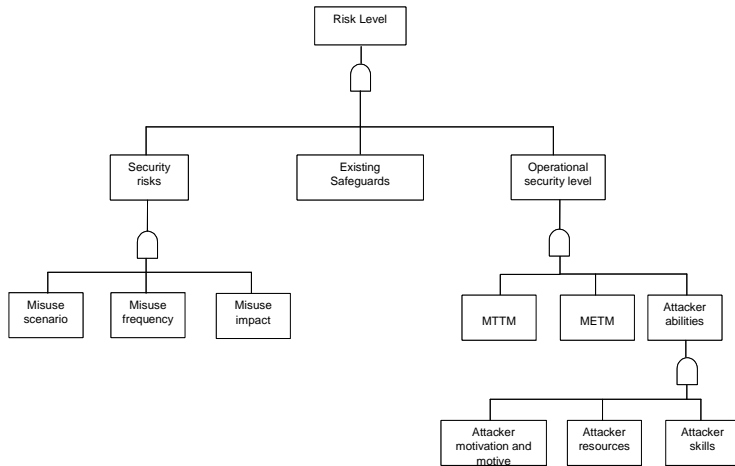 Risk Level
Security
risks
Existing
Safeguards
Operational
security level
Misuse
scenario
Misuse
frequency
Misuse
impact
MTTM
METM
Attacker
abilities
Attacker
motivation and
motive
Attacker
resources
Attacker
skills